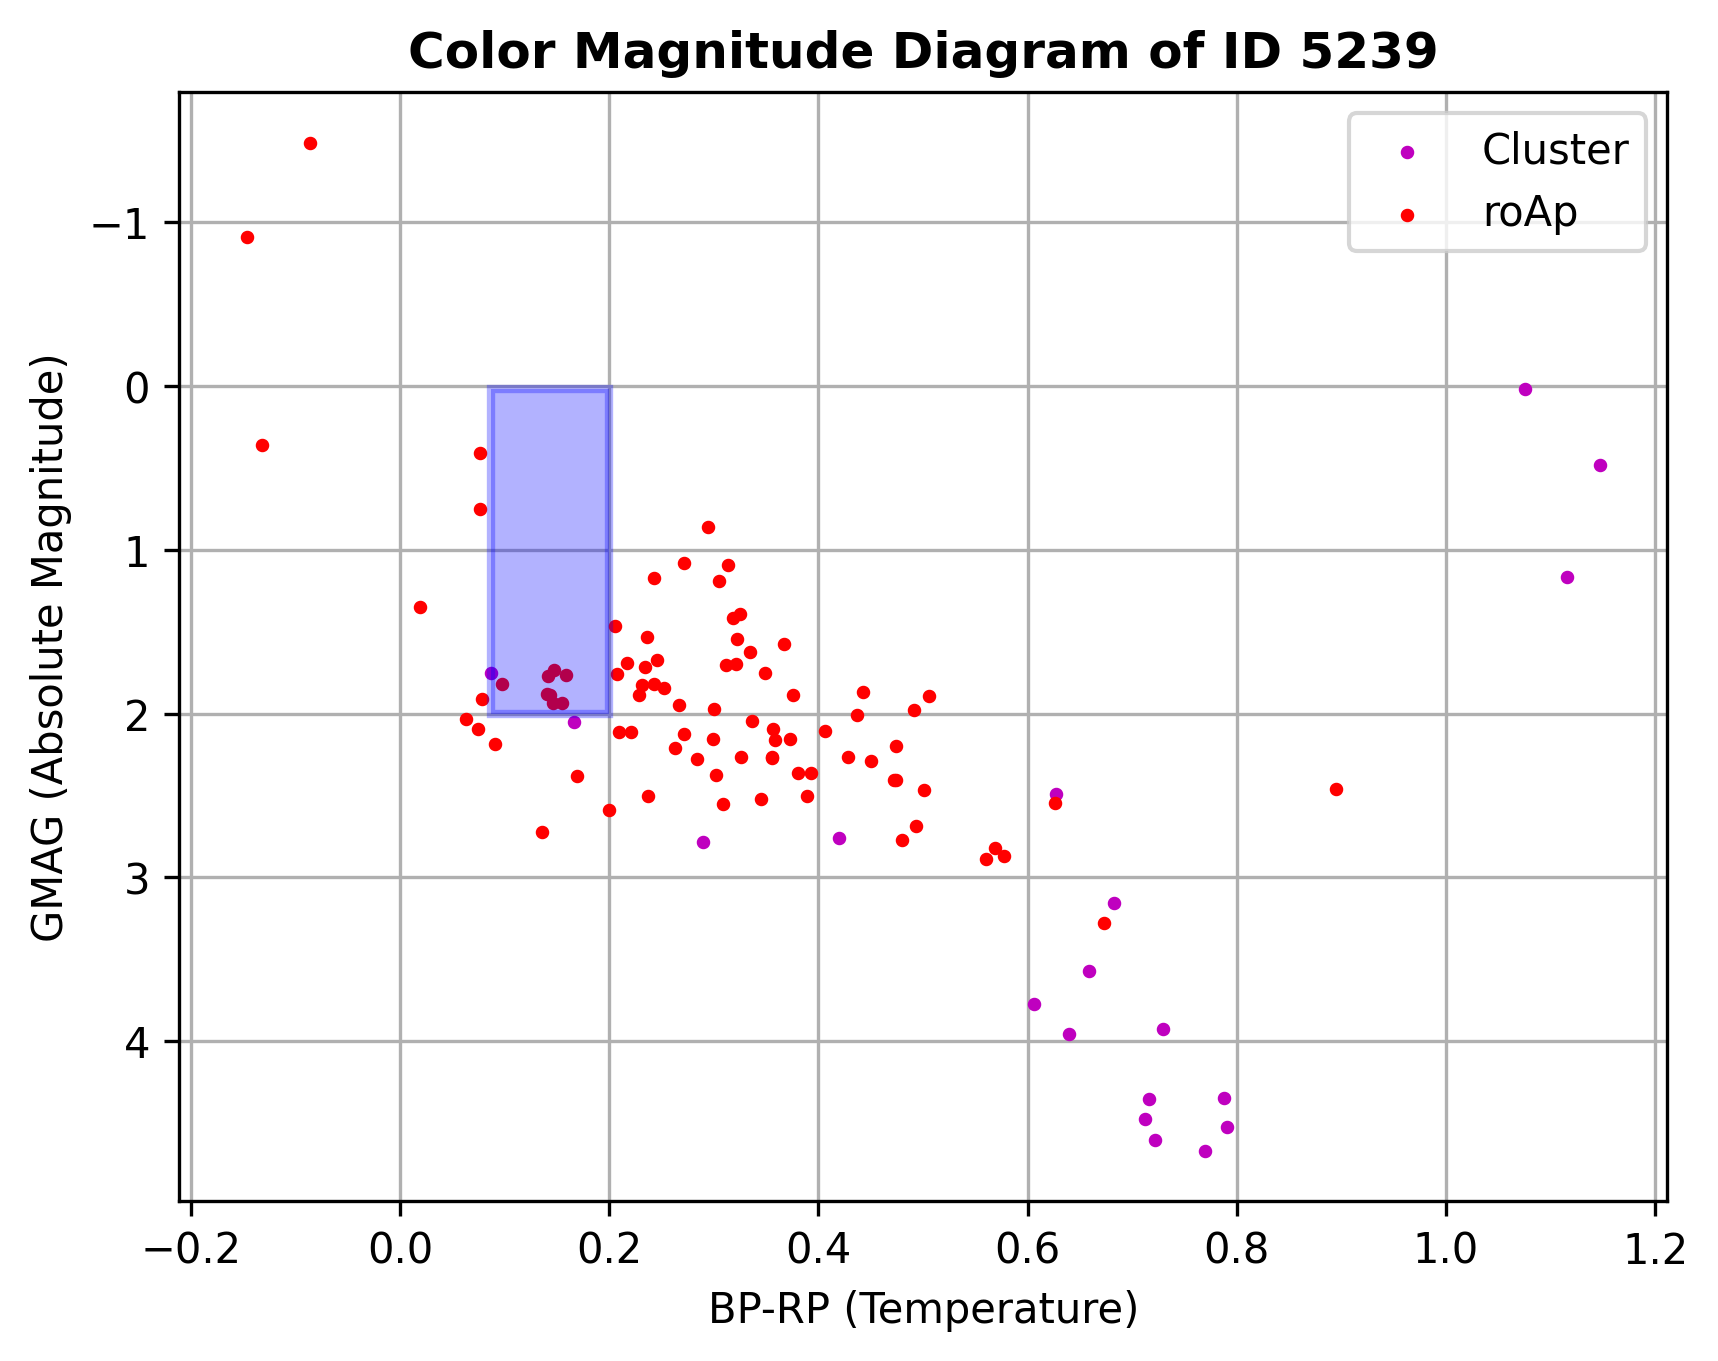 Color Magnitude Diagram of ID 5239
Cluster
roAp
−1
0
1
2
3
4
GMAG (Absolute Magnitude)
−0.2 0.0 0.2 0.4 0.6 0.8 1.0 1.2
BP-RP (Temperature)